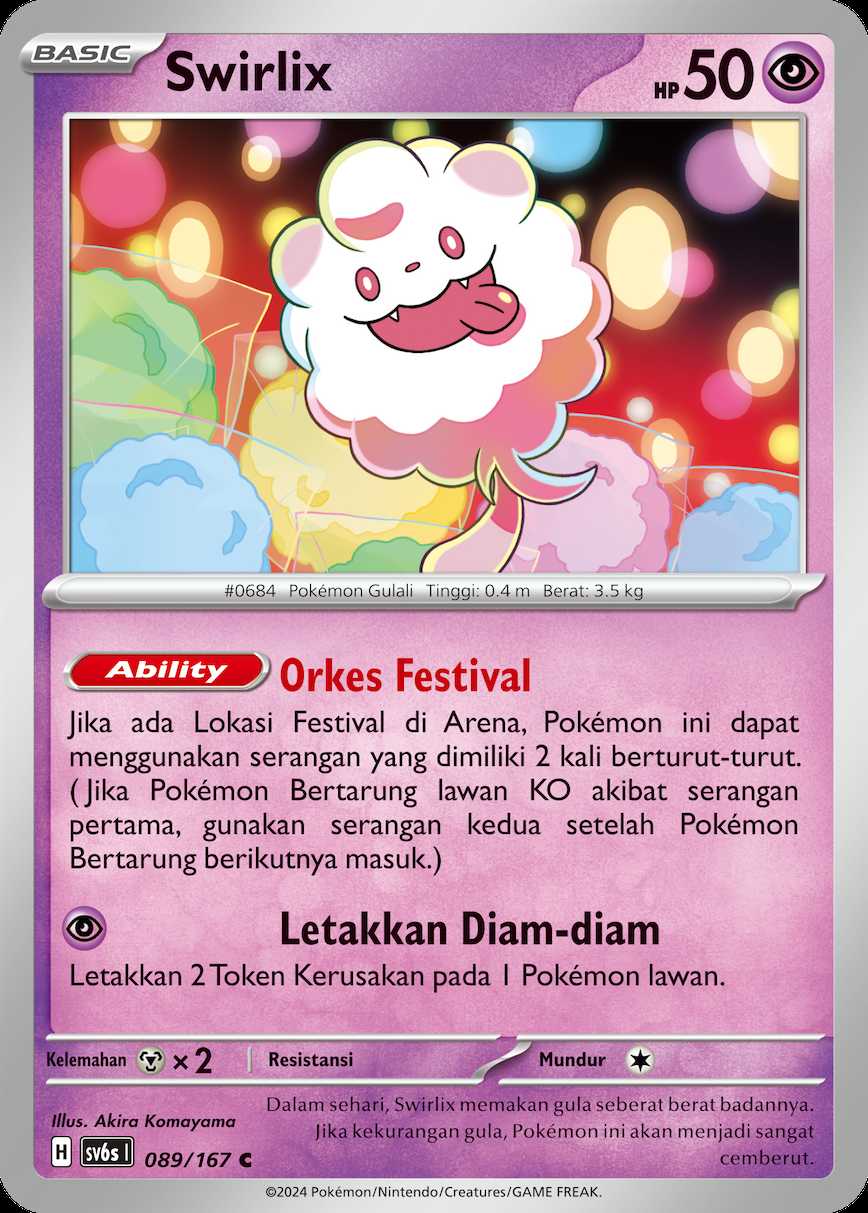 BASIC
Swirlix
HP 50
#0684 Pokémon Gulali Tinggi: 0.4 m Berat: 3.5 kg
Ability Orkes Festival
Jika ada Lokasi Festival di Arena, Pokémon ini dapat
menggunakan serangan yang dimiliki 2 kali berturut-turut.
(Jika Pokémon Bertarung lawan KO akibat serangan
pertama, gunakan serangan kedua setelah Pokémon
Bertarung berikutnya masuk.)
Letakkan Diam-diam
Letakkan 2 Token Kerusakan pada 1 Pokémon lawan.
Kelemahan ×2 Resistansi Mundur
Illus. Akira Komayama
H SV6s I 089/167 C
Dalam sehari, Swirlix memakan gula seberat berat badannya.
Jika kekurangan gula, Pokémon ini akan menjadi sangat
cemberut.
©2024 Pokémon/Nintendo/Creatures/GAME FREAK.